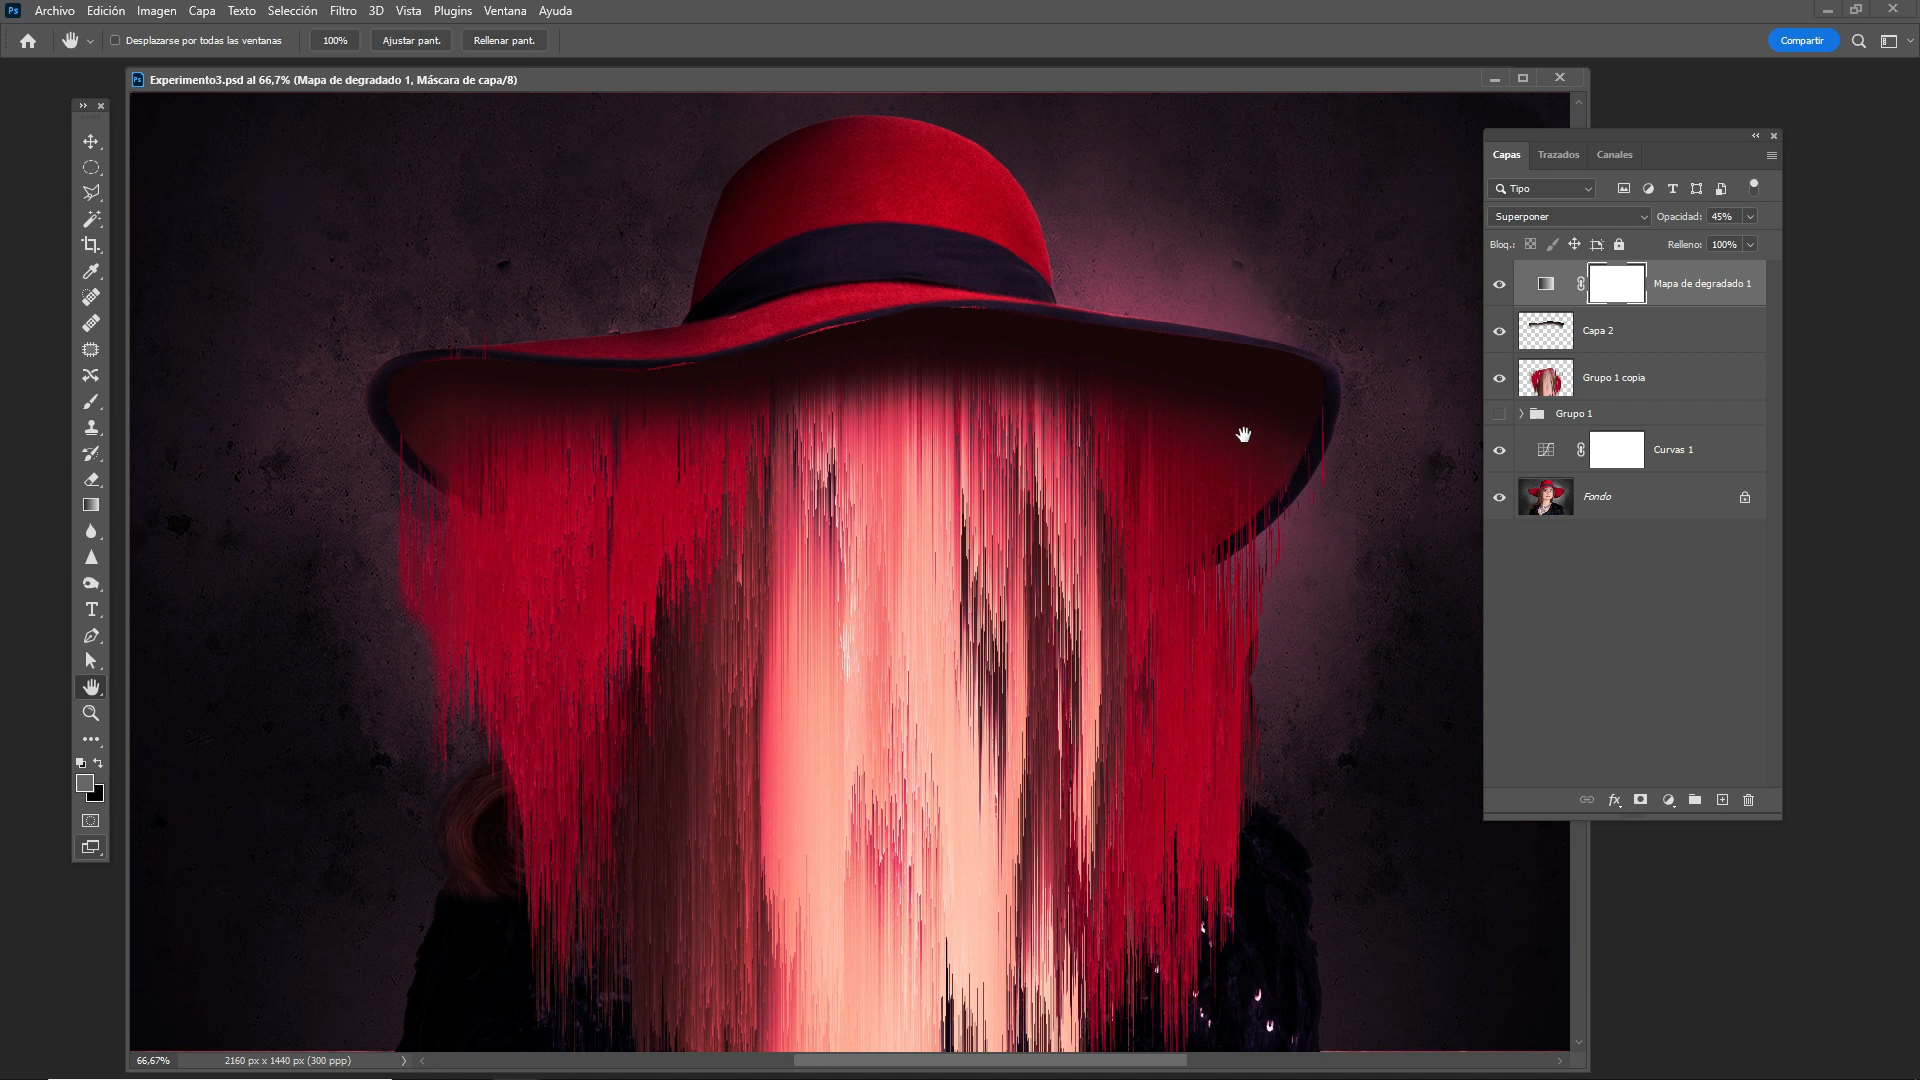 Ps Archivo Edición Imagen Capa Texto Selección Filtro 3D Vista Plugins Ventana Ayuda
Desplazarse por todas las ventanas 100% Ajustar pant. Rellenar pant. Compartir
Ps Experimento3.psd al 66,7% (Mapa de degradado 1, Máscara de capa/8)
Capas Trazados Canales
Tipo
Superponer Opacidad: 45%
Bloq.: Relleno: 100%
Mapa de degradado 1
Capa 2
Grupo 1 copia
Grupo 1
Curvas 1
Fondo
fx
66,67% 2160 px x 1440 px (300 ppp)